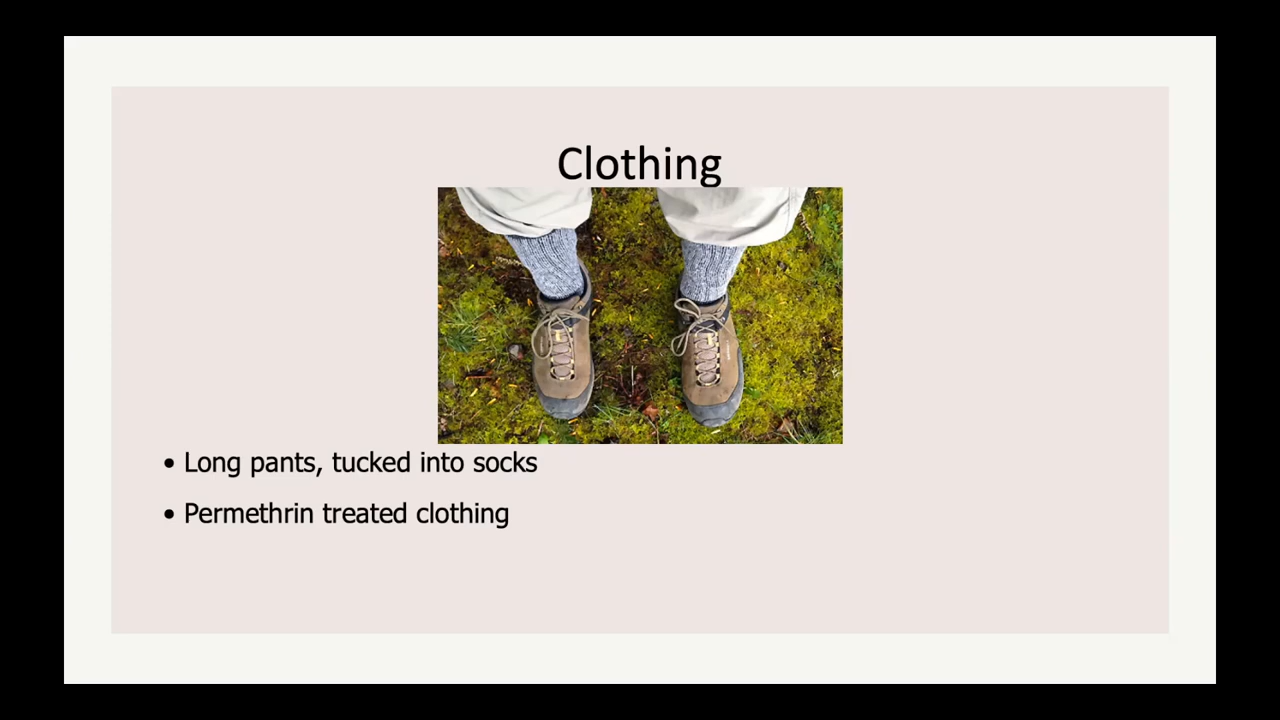 Clothing
• Long pants, tucked into socks
• Permethrin treated clothing